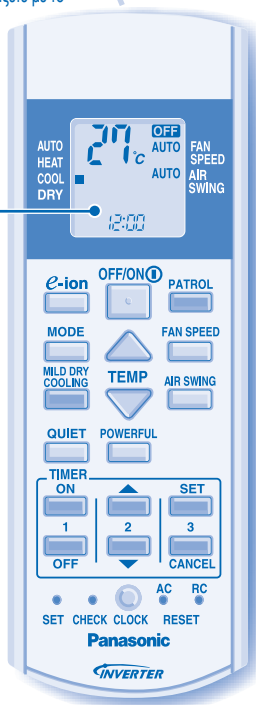 OFF
AUTO
HEAT
COOL
DRY
27°C
AUTO
FAN
SPEED
AUTO
AIR
SWING
12:00
e-ion
OFF/ON
PATROL
MODE
FAN SPEED
MILD DRY
COOLING
TEMP
AIR SWING
QUIET
POWERFUL
TIMER
ON
SET
1
2
3
OFF
CANCEL
AC
RC
SET
CHECK
CLOCK
RESET
Panasonic
INVERTER